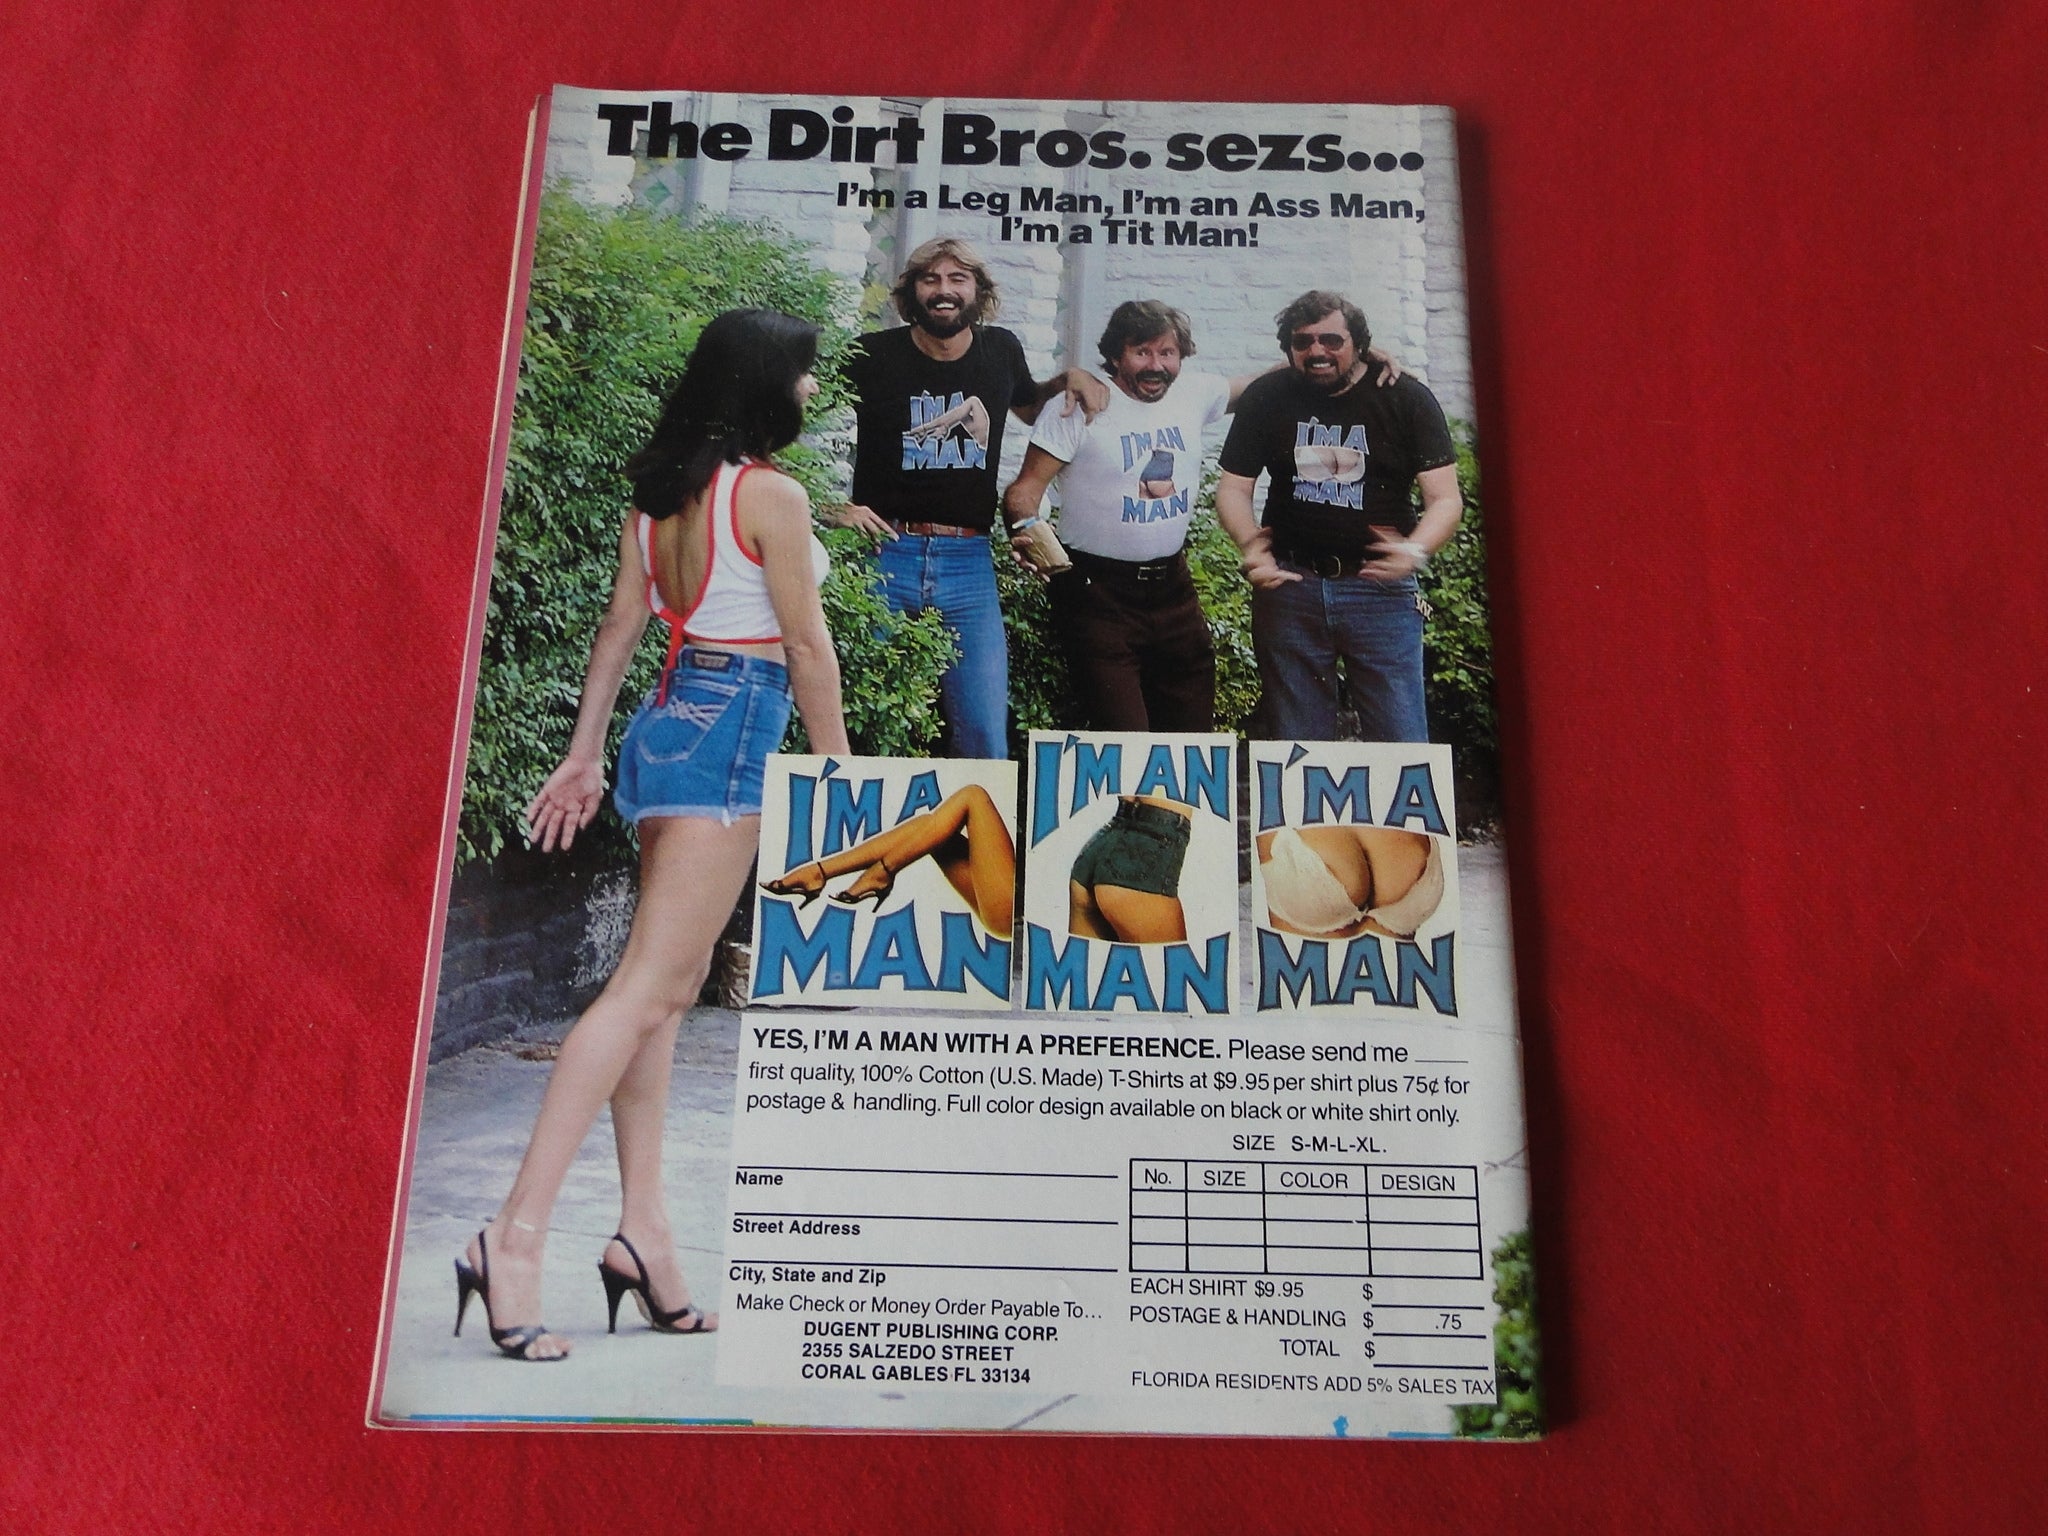 The Dirt Bros. sezs...
I'm a Leg Man, I'm an Ass Man,
I'm a Tit Man!
I'M A
MAN
I'M AN
MAN
I'M A
MAN
I'M A
MAN
I'M AN
MAN
I'M A
MAN
YES, I'M A MAN WITH A PREFERENCE. Please send me ____
first quality, 100% Cotton (U.S. Made) T-Shirts at $9.95 per shirt plus 75¢ for
postage & handling. Full color design available on black or white shirt only.
SIZE S-M-L-XL.
No. SIZE COLOR DESIGN
Name
Street Address
City, State and Zip
Make Check or Money Order Payable To...
DUGENT PUBLISHING CORP.
2355 SALZEDO STREET
CORAL GABLES FL 33134
EACH SHIRT $9.95 $
POSTAGE & HANDLING $ .75
TOTAL $
FLORIDA RESIDENTS ADD 5% SALES TAX